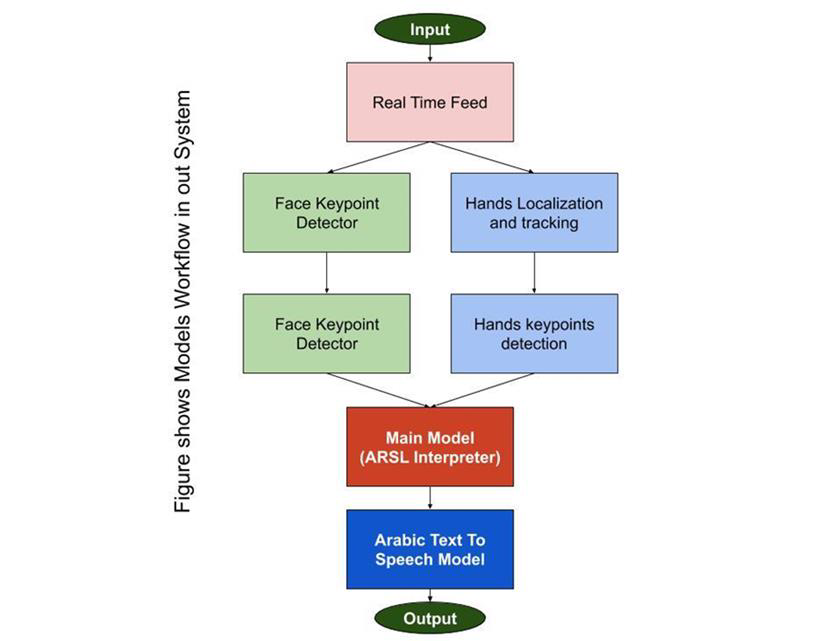 Input
Real Time Feed
Face Keypoint
Detector
Hands Localization
and tracking
Face Keypoint
Detector
Hands keypoints
detection
Main Model
(ARSL Interpreter)
Arabic Text To
Speech Model
Output
Figure shows Models Workflow in out System